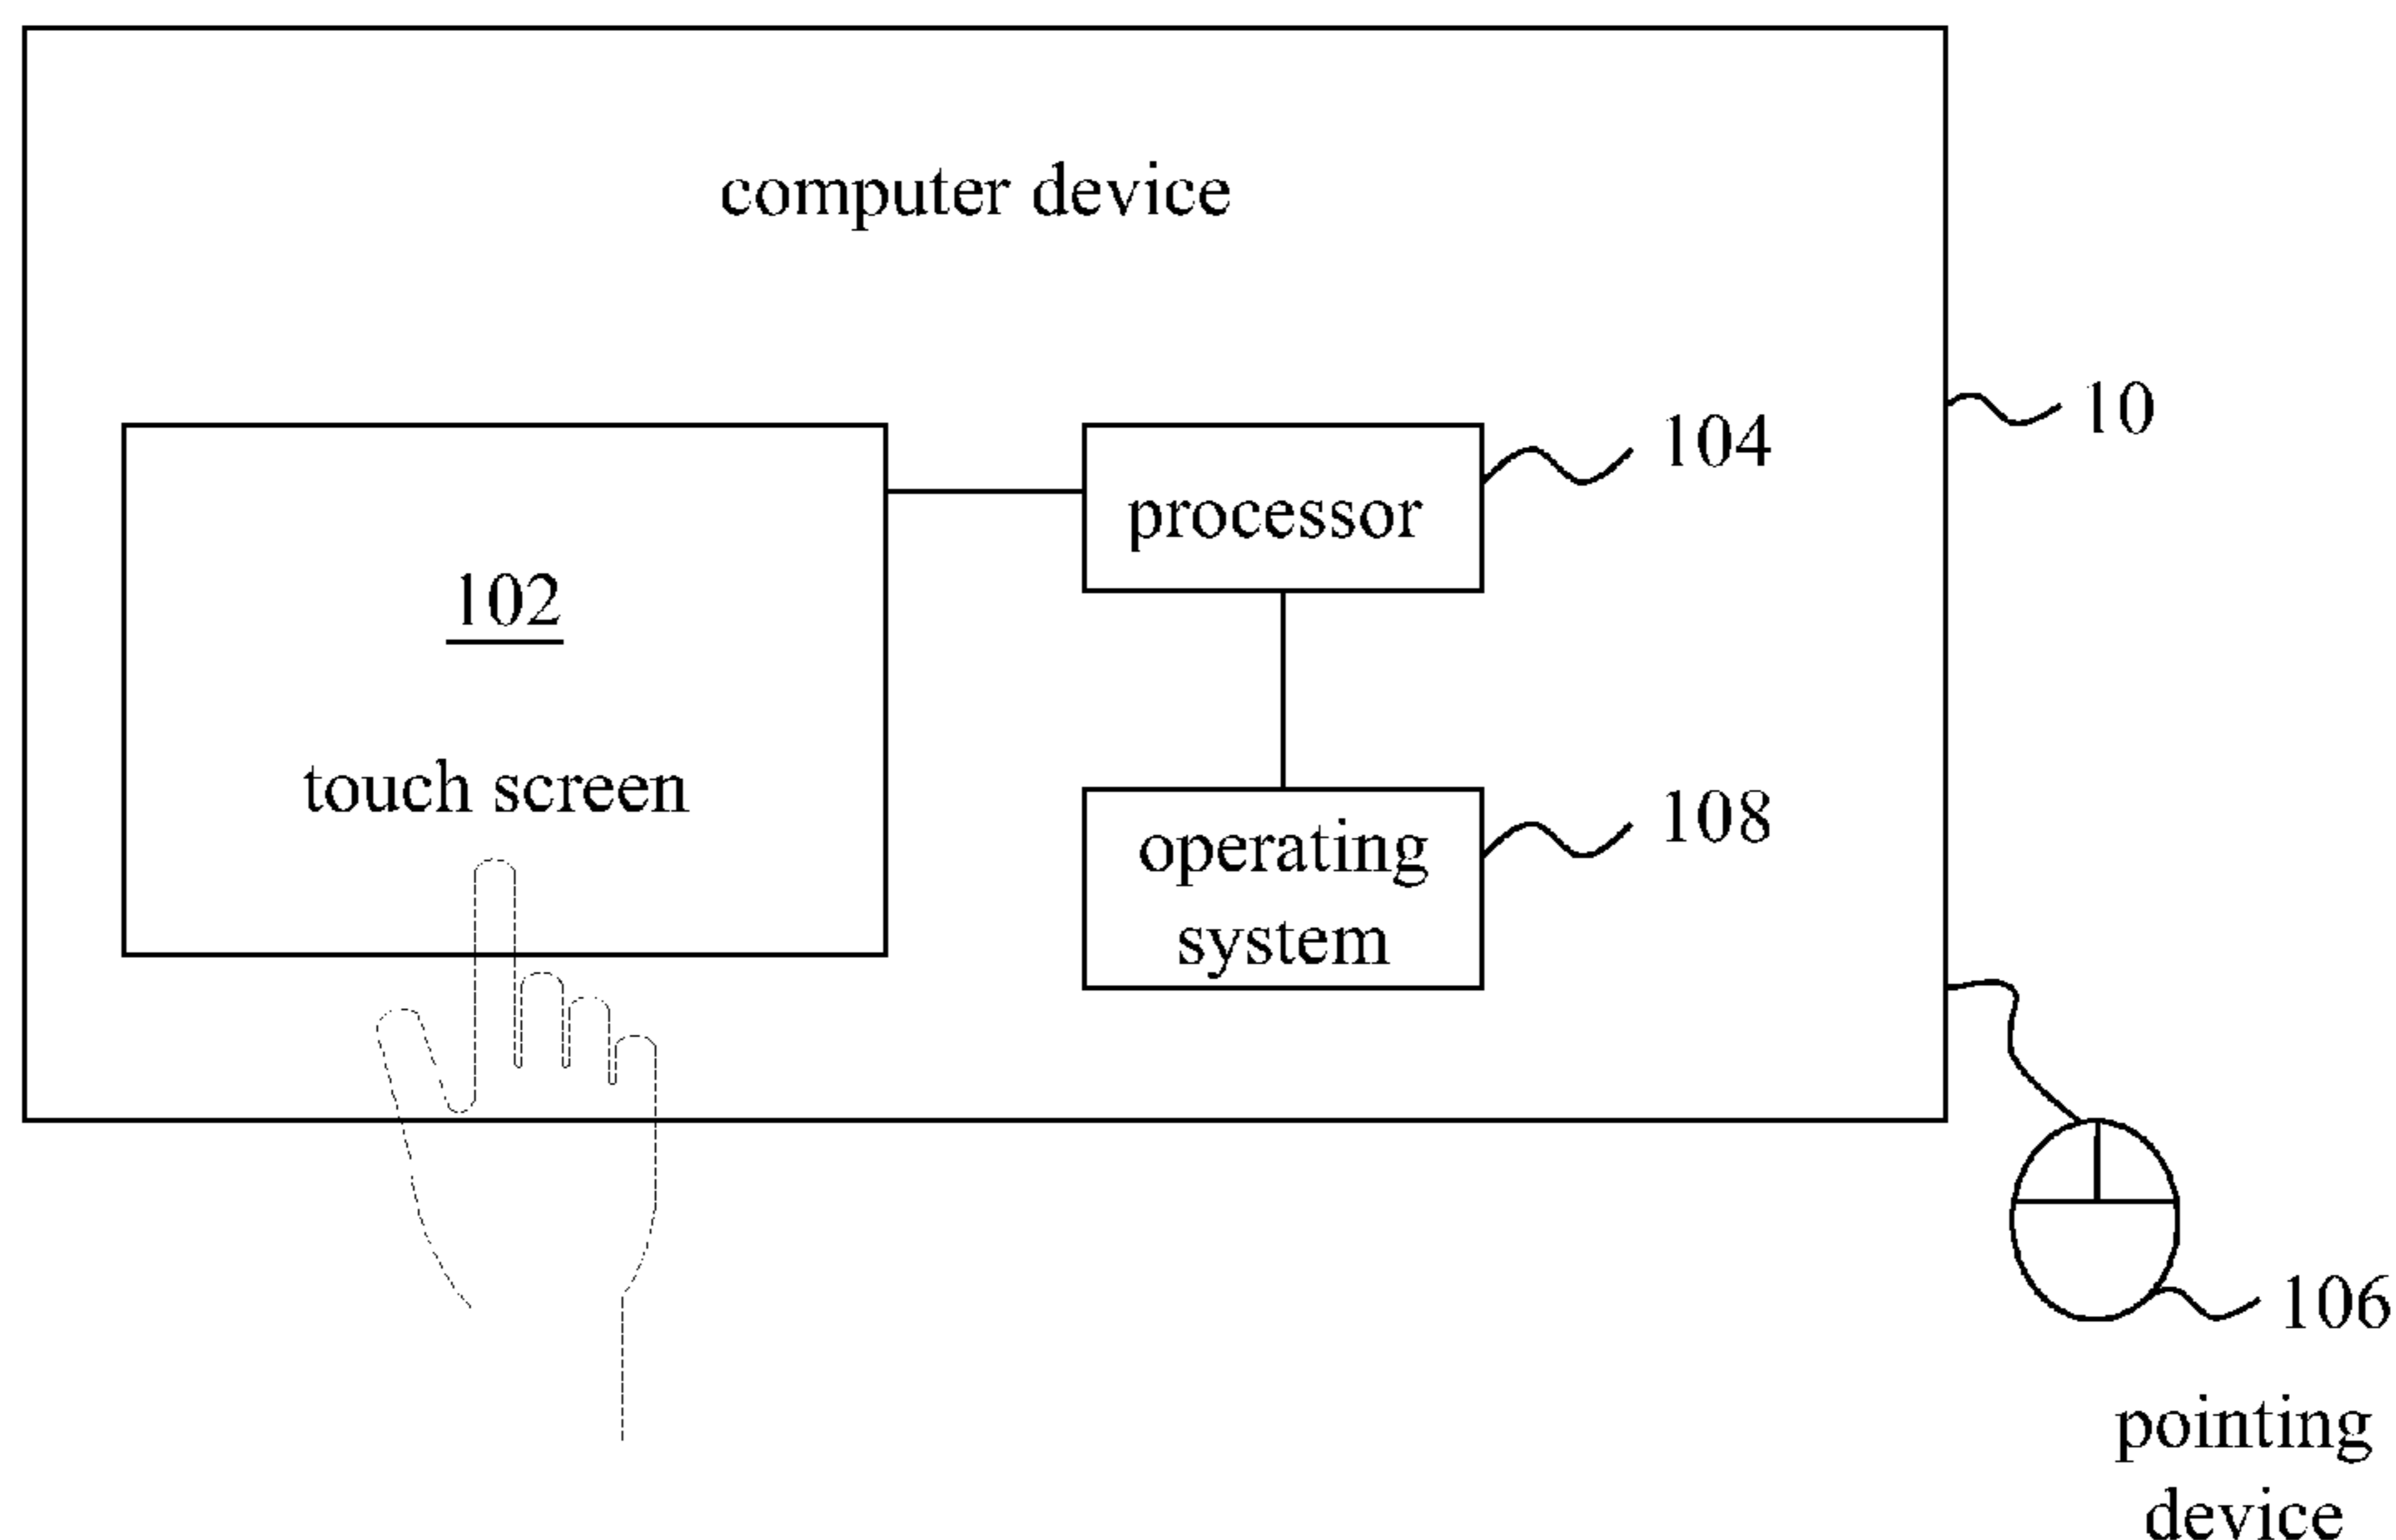 computer device
10
104
processor
102
touch screen
108
operating
system
106
pointing
device